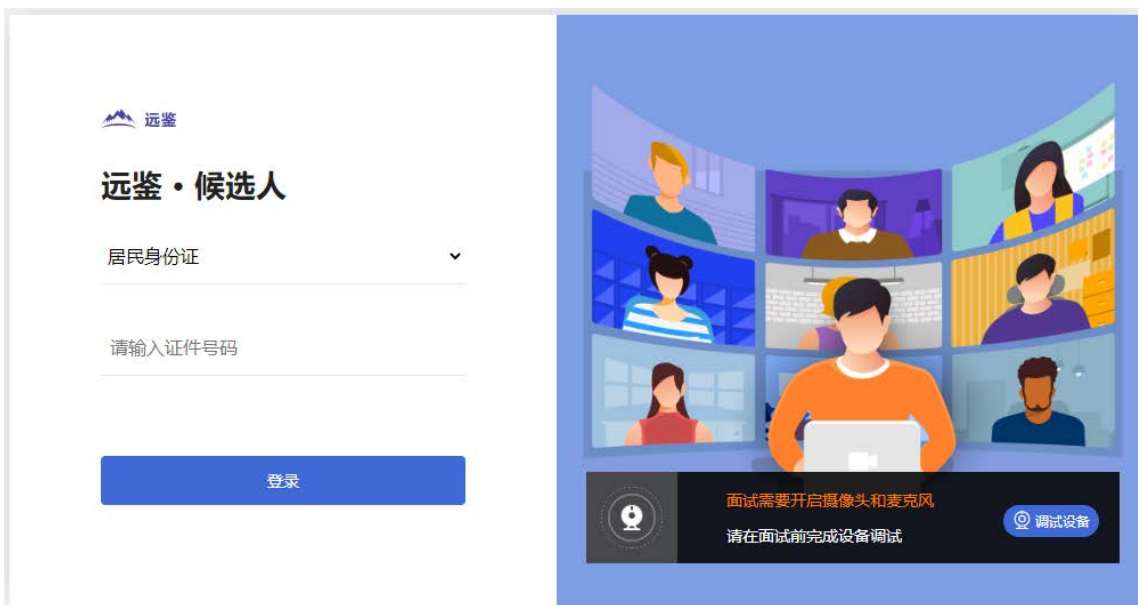 远鉴
远鉴·候选人
居民身份证
请输入证件号码
登录
面试需要开启摄像头和麦克风
请在面试前完成设备调试
调试设备